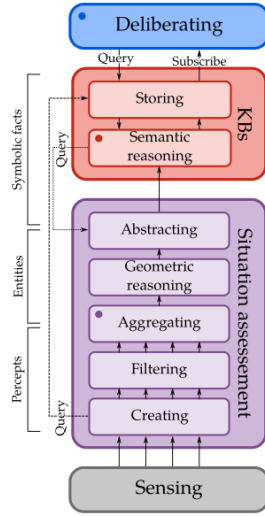 Deliberating
Query
Subscribe
Storing
Semantic
reasoning
KBs
Query
Symbolic facts
Abstracting
Geometric
reasoning
Aggregating
Filtering
Creating
Situation assessement
Entities
Percepts
Query
Sensing